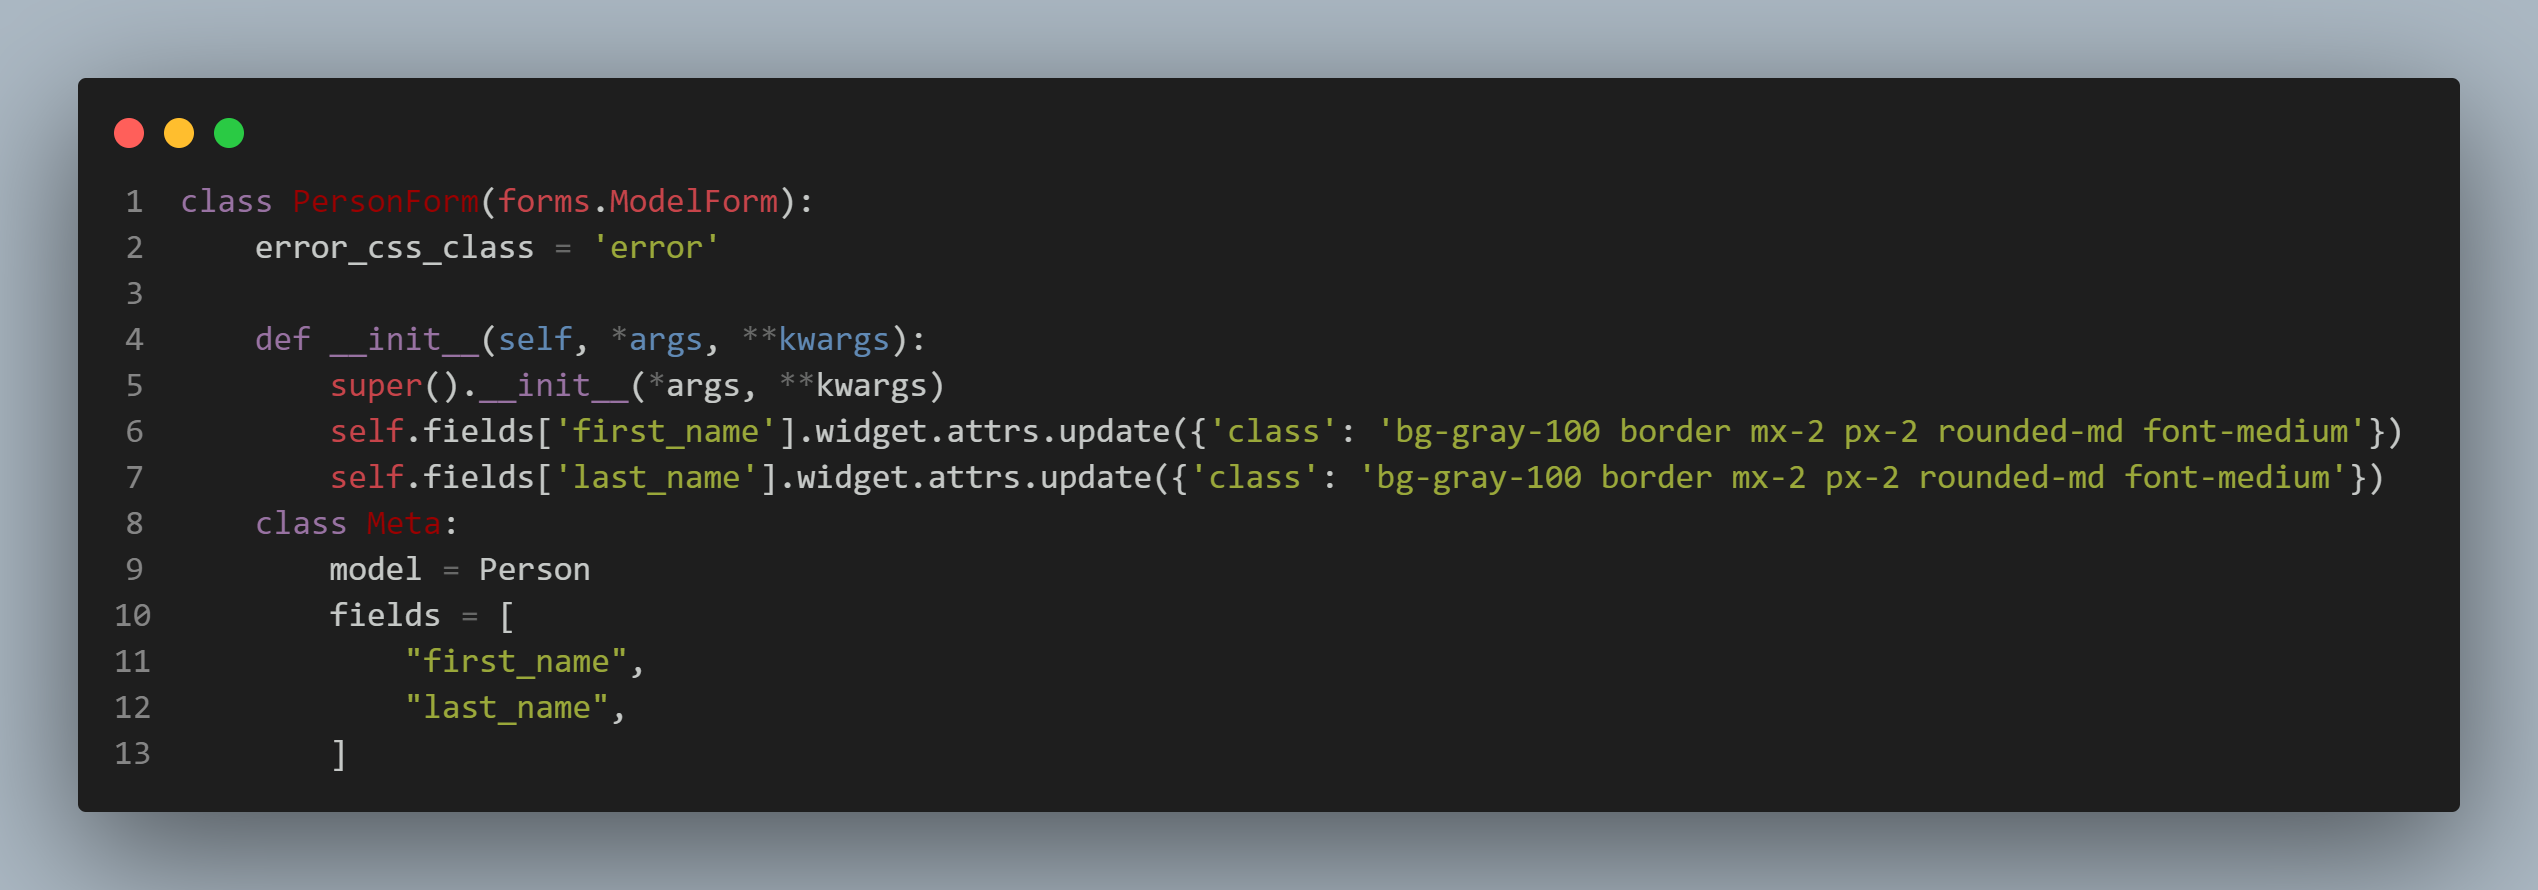 1 class PersonForm(forms.ModelForm):
2     error_css_class = 'error'
3
4     def __init__(self, *args, **kwargs):
5         super().__init__(*args, **kwargs)
6         self.fields['first_name'].widget.attrs.update({'class': 'bg-gray-100 border mx-2 px-2 rounded-md font-medium'})
7         self.fields['last_name'].widget.attrs.update({'class': 'bg-gray-100 border mx-2 px-2 rounded-md font-medium'})
8     class Meta:
9         model = Person
10         fields = [
11             "first_name",
12             "last_name",
13         ]